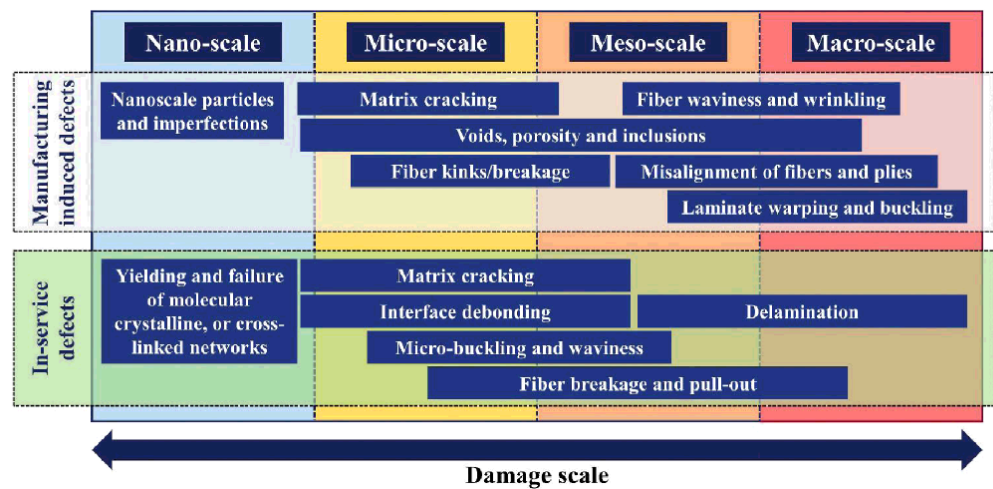 Nano-scale
Micro-scale
Meso-scale
Macro-scale
Manufacturing
induced defects
Nanoscale particles
and imperfections
Matrix cracking
Fiber waviness and wrinkling
Voids, porosity and inclusions
Fiber kinks/breakage
Misalignment of fibers and plies
Laminate warping and buckling
In-service
defects
Yielding and failure
of molecular
crystalline, or cross-
linked networks
Matrix cracking
Interface debonding
Delamination
Micro-buckling and waviness
Fiber breakage and pull-out
Damage scale